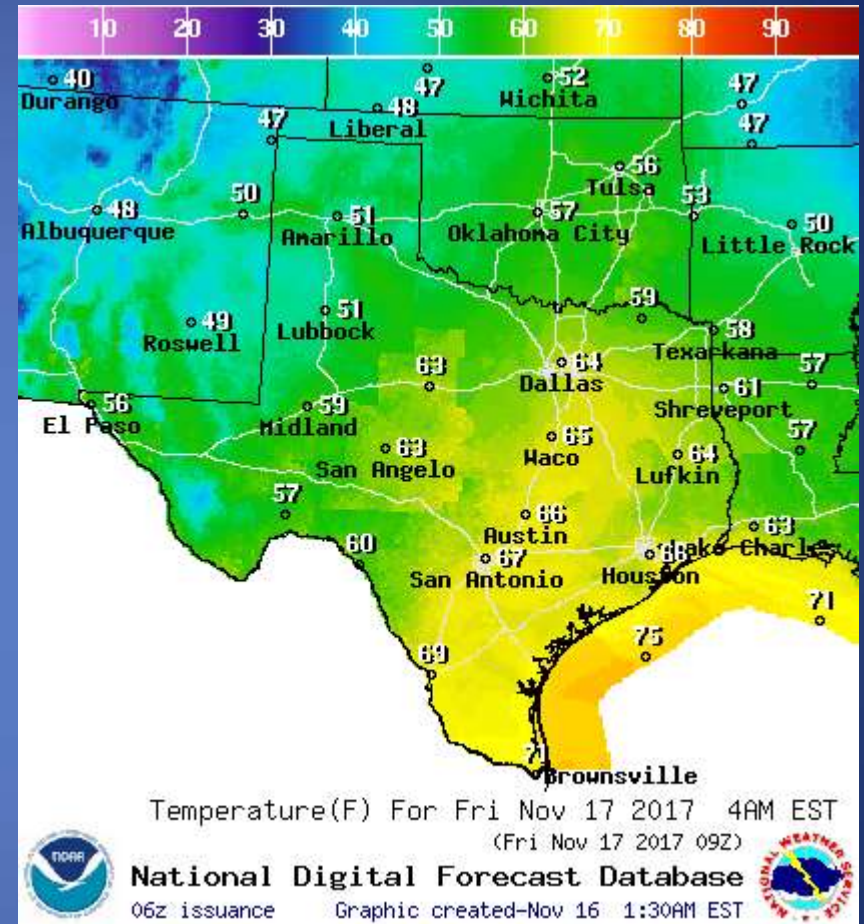 10 20 30 40 50 60 70 80 90
40
Durango
47
52
Wichita
47
48
Liberal
47
47
56
Tulsa
48
Albuquerque
50
51
Amarillo
57
Oklahoma City
53
50
Little Rock
49
Roswell
51
Lubbock
59
58
Texarkana
63
64
Dallas
61
Shreveport
57
56
El Paso
59
Midland
63
San Angelo
65
Waco
64
Lufkin
57
57
66
Austin
63
60
67
San Antonio
Houston
Lake
69
75
71
71
Brownsville
Temperature(F) For Fri Nov 17 2017 4AM EST
(Fri Nov 17 2017 09Z)
NOAA
NATIONAL WEATHER SERVICE
National Digital Forecast Database
06z issuance Graphic created-Nov 16 1:30AM EST